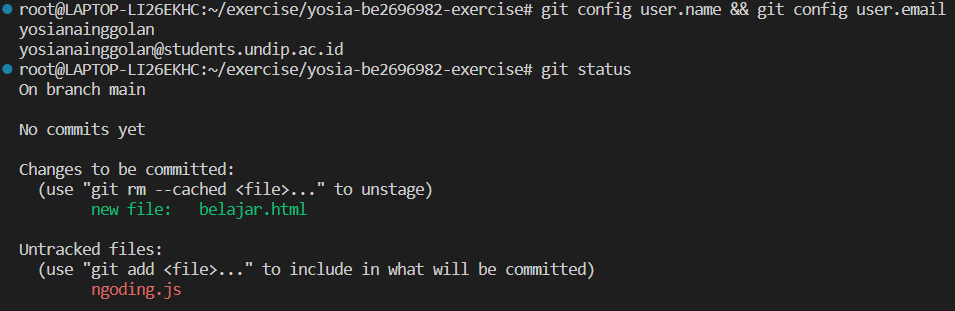 root@LAPTOP-LI26EKHC:~/exercise/yosia-be2696982-exercise# git config user.name && git config user.email
yosianainggolan
yosianainggolan@students.undip.ac.id
root@LAPTOP-LI26EKHC:~/exercise/yosia-be2696982-exercise# git status
On branch main
No commits yet
Changes to be committed:
  (use "git rm --cached <file>..." to unstage)
        new file:   belajar.html
Untracked files:
  (use "git add <file>..." to include in what will be committed)
        ngoding.js